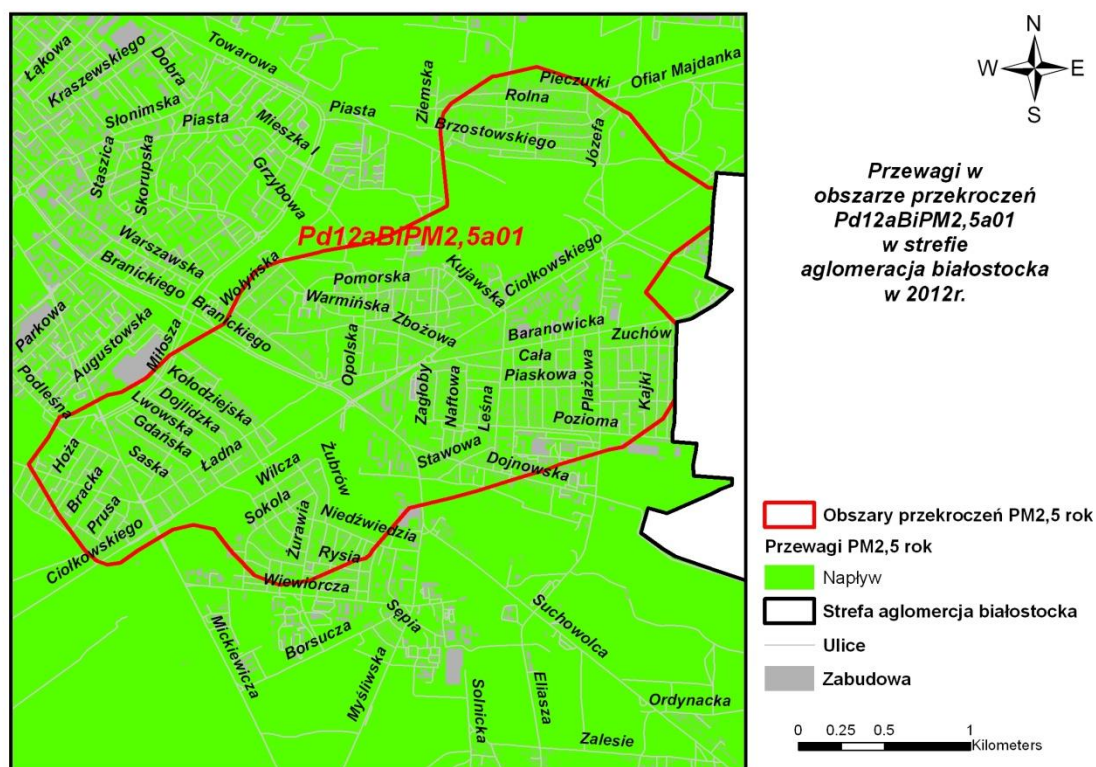 Łąkowa
Kraszewskiego
Dobra
Towarowa
Słonimska
Piasta
Mieszka I
Piasta
Ziemska
Pieczurki
Ofiar Majdanka
Rolna
Brzostowskiego
Józefa
Staszica
Skorupska
Grzybowa
Pd12aBiPM2,5a01
Warszawska
Branickiego
Wołyńska
Branickiego
Pomorska
Warmińska
Kujawska
Ciołkowskiego
Zbożowa
Baranowicka
Zuchów
Parkowa
Augustowska
Miłosza
Opolska
Cała
Piaskowa
Plażowa
Kajki
Zagłoby
Naftowa
Leśna
Pozioma
Podleśna
Kołodziejska
Dojlidzka
Lwowska
Gdańska
Saska
Ładna
Hoża
Bracka
Prusa
Ciołkowskiego
Wilcza
Żubrów
Sokola
Stawowa
Dojnowska
Żurawia
Niedźwiedzia
Rysia
Wiewiórcza
Mickiewicza
Borsucza
Sępia
Myśliwska
Suchowolca
Solnicka
Eliasza
Ordynacka
Zalesie
N
W E
S
Przewagi w
obszarze przekroczeń
Pd12aBiPM2,5a01
w strefie
aglomeracja białostocka
w 2012r.
Obszary przekroczeń PM2,5 rok
Przewagi PM2,5 rok
Napływ
Strefa aglomercja białostocka
Ulice
Zabudowa
0 0.25 0.5 1
Kilometers